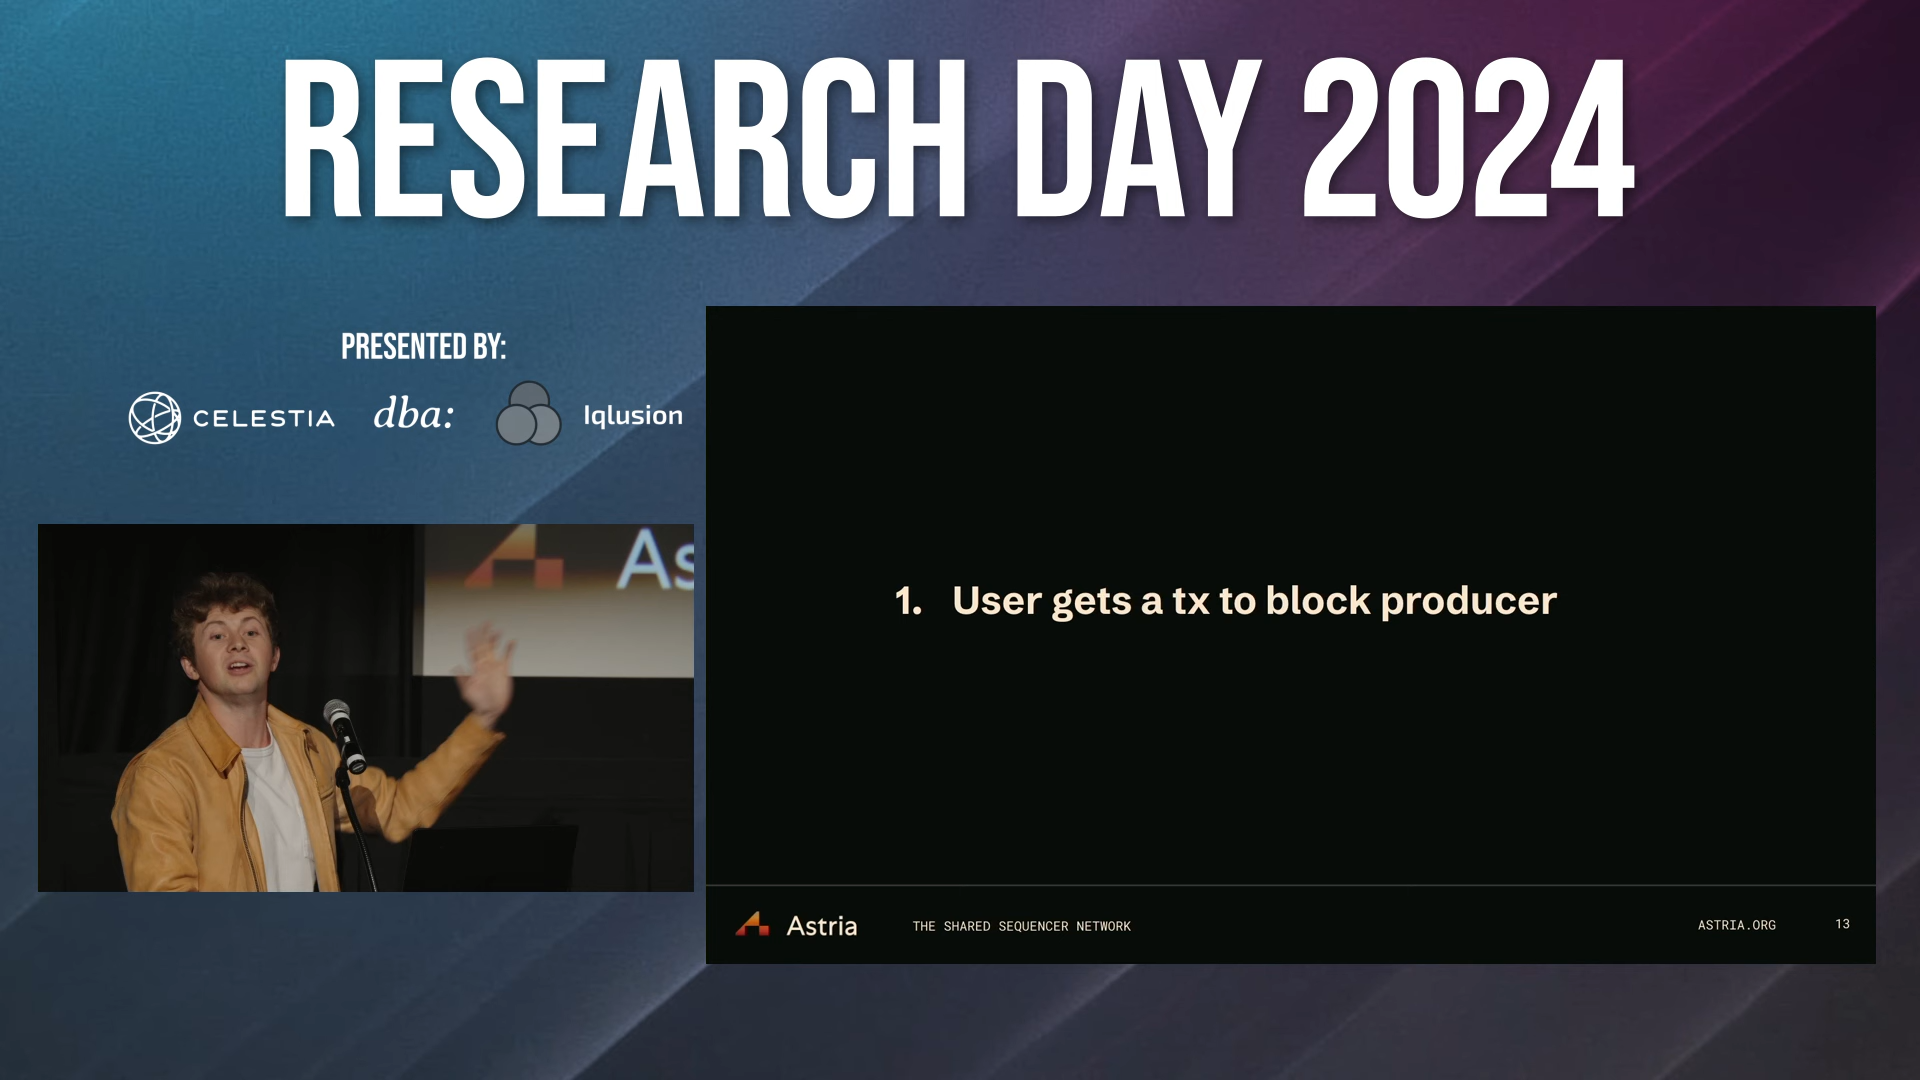 RESEARCH DAY 2024
PRESENTED BY:
CELESTIA
dba:
Iqlusion
As
1. User gets a tx to block producer
Astria
THE SHARED SEQUENCER NETWORK
ASTRIA.ORG
13